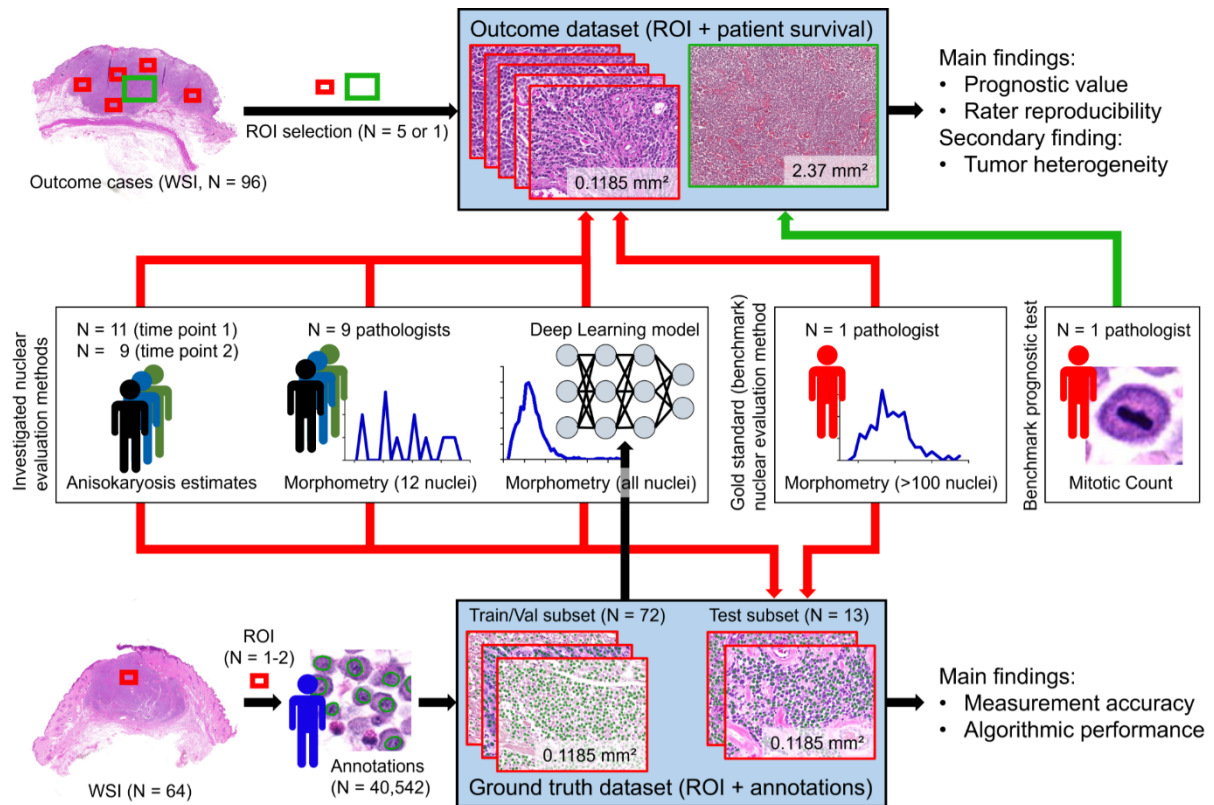 Outcome dataset (ROI + patient survival)
ROI selection (N = 5 or 1)
Outcome cases (WSI, N = 96)
0.1185 mm²
2.37 mm²
Main findings:
• Prognostic value
• Rater reproducibility
Secondary finding:
• Tumor heterogeneity
Investigated nuclear
evaluation methods
N = 11 (time point 1)
N = 9 (time point 2)
Anisokaryosis estimates
N = 9 pathologists
Morphometry (12 nuclei)
Deep Learning model
Morphometry (all nuclei)
Gold standard (benchmark)
nuclear evaluation method
N = 1 pathologist
Morphometry (>100 nuclei)
Benchmark prognostic test
N = 1 pathologist
Mitotic Count
WSI (N = 64)
ROI
(N = 1-2)
Annotations
(N = 40,542)
Train/Val subset (N = 72)
Test subset (N = 13)
0.1185 mm²
0.1185 mm²
Ground truth dataset (ROI + annotations)
Main findings:
• Measurement accuracy
• Algorithmic performance